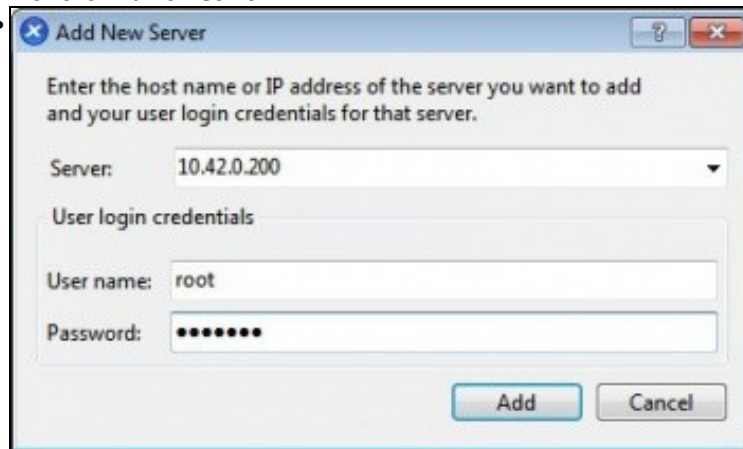 Add New Server
Enter the host name or IP address of the server you want to add
and your user login credentials for that server.
Server: 10.42.0.200
User login credentials
User name: root
Password: •••••••
Add Cancel